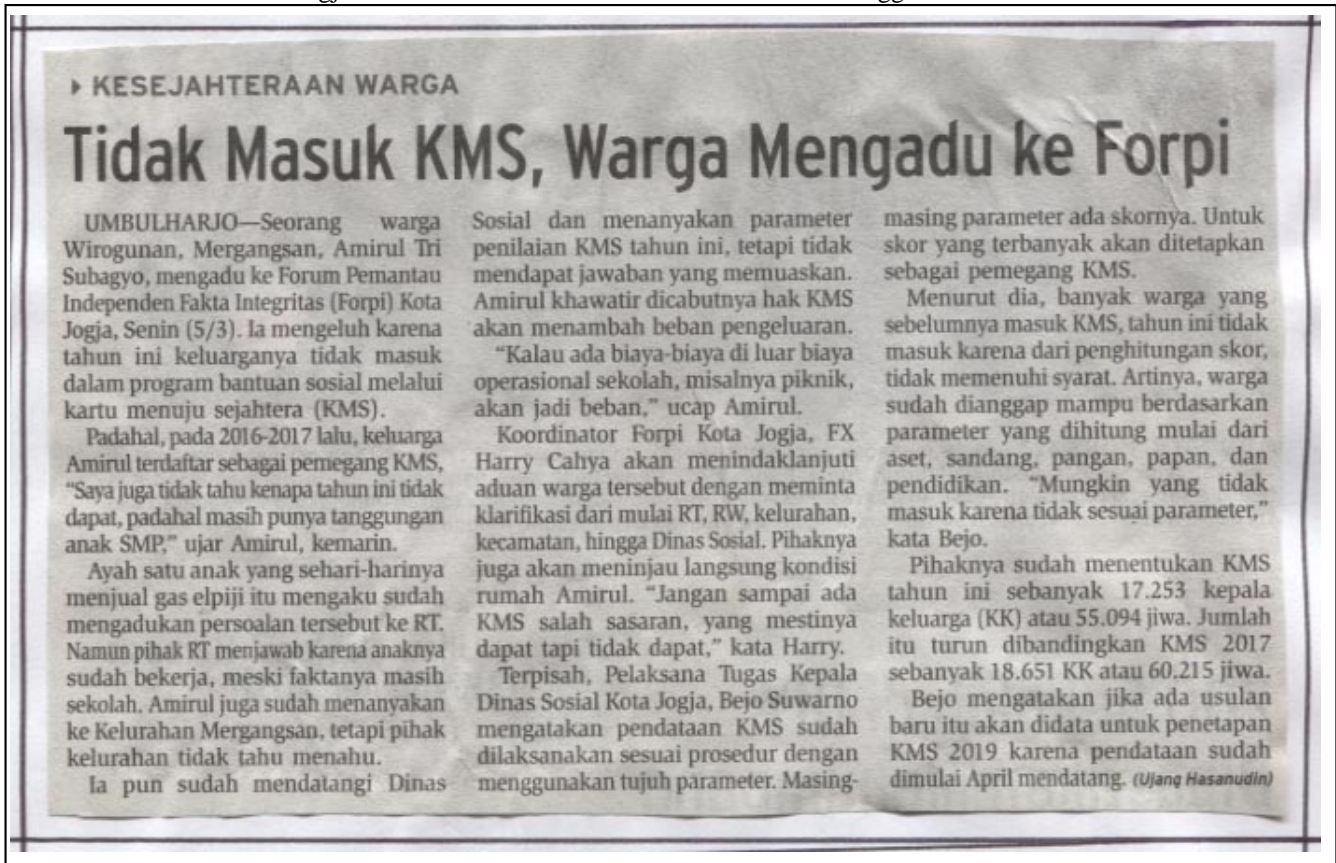 KESEJAHTERAAN WARGA
Tidak Masuk KMS, Warga Mengadu ke Forpi
UMBULHARJO—Seorang warga
Wirogunan, Mergangsan, Amirul Tri
Subagyo, mengadu ke Forum Pemantau
Independen Fakta Integritas (Forpi) Kota
Jogja, Senin (5/3). Ia mengeluh karena
tahun ini keluarganya tidak masuk
dalam program bantuan sosial melalui
kartu menuju sejahtera (KMS).
Padahal, pada 2016-2017 lalu, keluarga
Amirul terdaftar sebagai pemegang KMS,
“Saya juga tidak tahu kenapa tahun ini tidak
dapat, padahal masih punya tanggungan
anak SMP,” ujar Amirul, kemarin.
Ayah satu anak yang sehari-harinya
menjual gas elpiji itu mengaku sudah
mengadukan persoalan tersebut ke RT.
Namun pihak RT menjawab karena anaknya
sudah bekerja, meski faktanya masih
sekolah. Amirul juga sudah menanyakan
ke Kelurahan Mergangsan, tetapi pihak
kelurahan tidak tahu menahu.
Ia pun sudah mendatangi Dinas
Sosial dan menanyakan parameter
penilaian KMS tahun ini, tetapi tidak
mendapat jawaban yang memuaskan.
Amirul khawatir dicabutnya hak KMS
akan menambah beban pengeluaran.
“Kalau ada biaya-biaya di luar biaya
operasional sekolah, misalnya piknik,
akan jadi beban,” ucap Amirul.
Koordinator Forpi Kota Jogja, FX
Harry Cahya akan menindaklanjuti
aduan warga tersebut dengan meminta
klarifikasi dari mulai RT, RW, kelurahan,
kecamatan, hingga Dinas Sosial. Pihaknya
juga akan meninjau langsung kondisi
rumah Amirul. “Jangan sampai ada
KMS salah sasaran, yang mestinya
dapat tapi tidak dapat,” kata Harry.
Terpisah, Pelaksana Tugas Kepala
Dinas Sosial Kota Jogja, Bejo Suwarno
mengatakan pendataan KMS sudah
dilaksanakan sesuai prosedur dengan
menggunakan tujuh parameter. Masing-
masing parameter ada skornya. Untuk
skor yang terbanyak akan ditetapkan
sebagai pemegang KMS.
Menurut dia, banyak warga yang
sebelumnya masuk KMS, tahun ini tidak
masuk karena dari penghitungan skor,
tidak memenuhi syarat. Artinya, warga
sudah dianggap mampu berdasarkan
parameter yang dihitung mulai dari
aset, sandang, pangan, papan, dan
pendidikan. “Mungkin yang tidak
masuk karena tidak sesuai parameter,”
kata Bejo.
Pihaknya sudah menentukan KMS
tahun ini sebanyak 17.253 kepala
keluarga (KK) atau 55.094 jiwa. Jumlah
itu turun dibandingkan KMS 2017
sebanyak 18.651 KK atau 60.215 jiwa.
Bejo mengatakan jika ada usulan
baru itu akan didata untuk penetapan
KMS 2019 karena pendataan sudah
dimulai April mendatang. (Ujang Hasanudin)